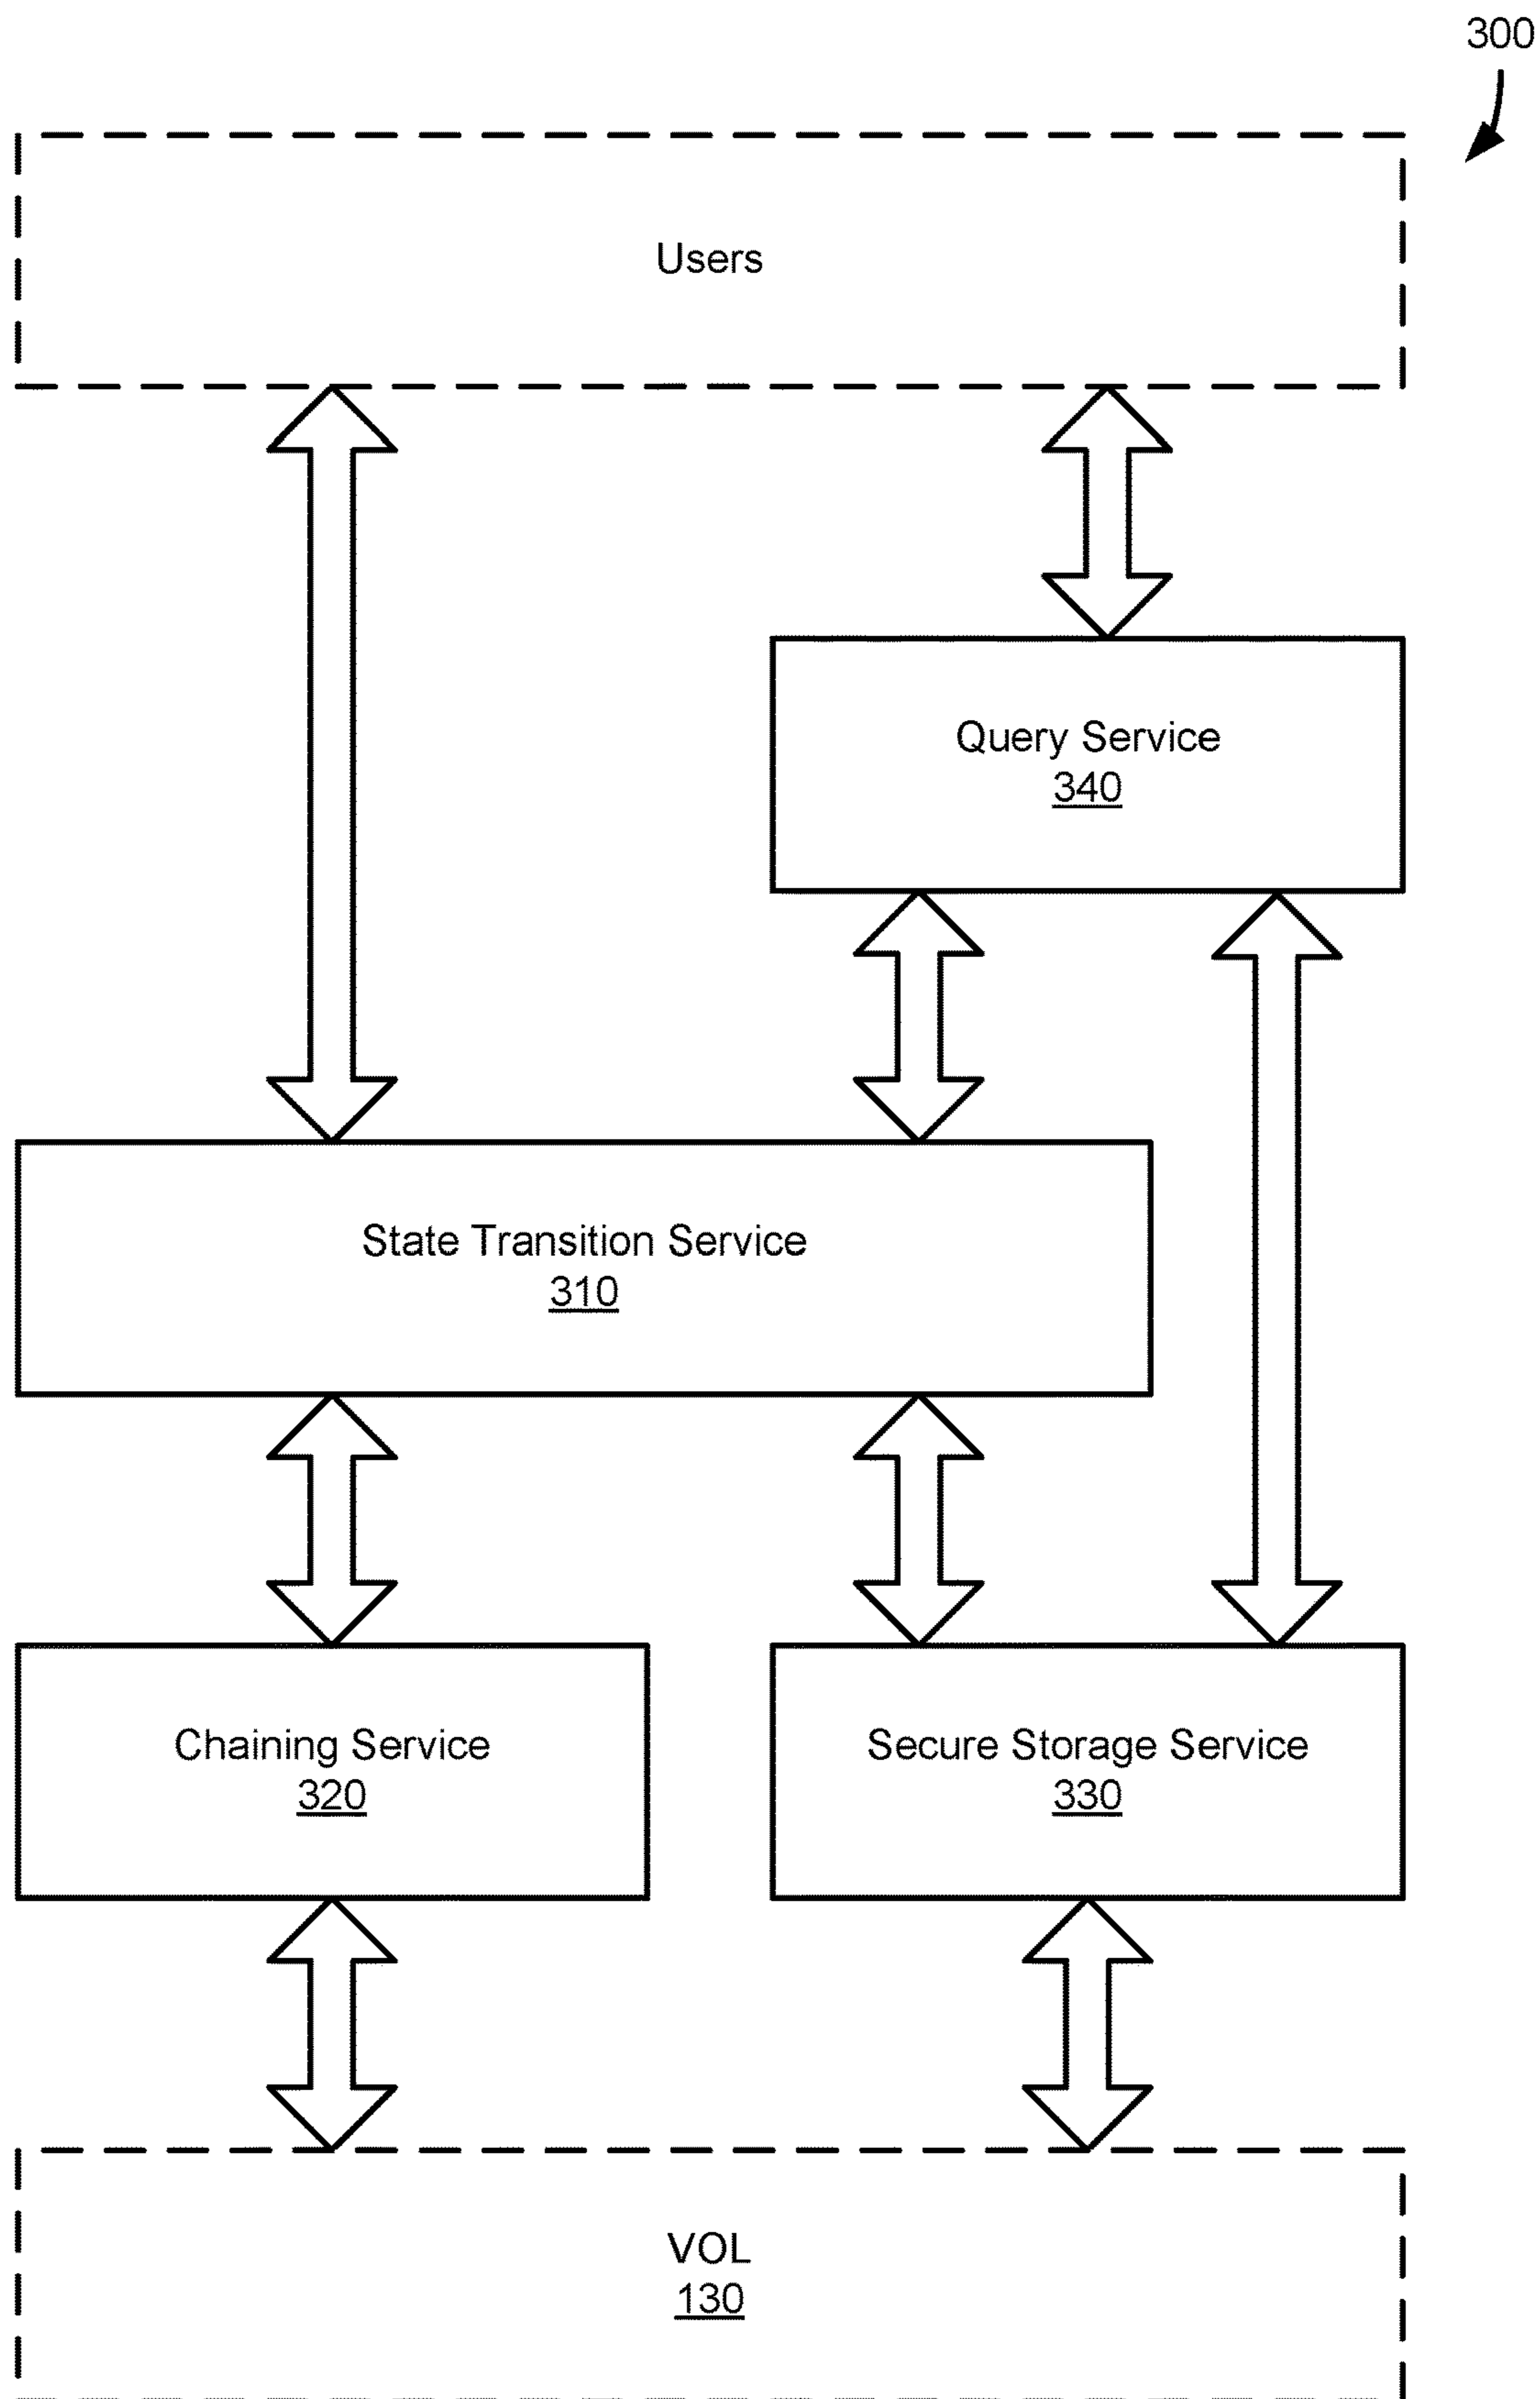 300
Users
Query Service
340
State Transition Service
310
Chaining Service
320
Secure Storage Service
330
VOL
130